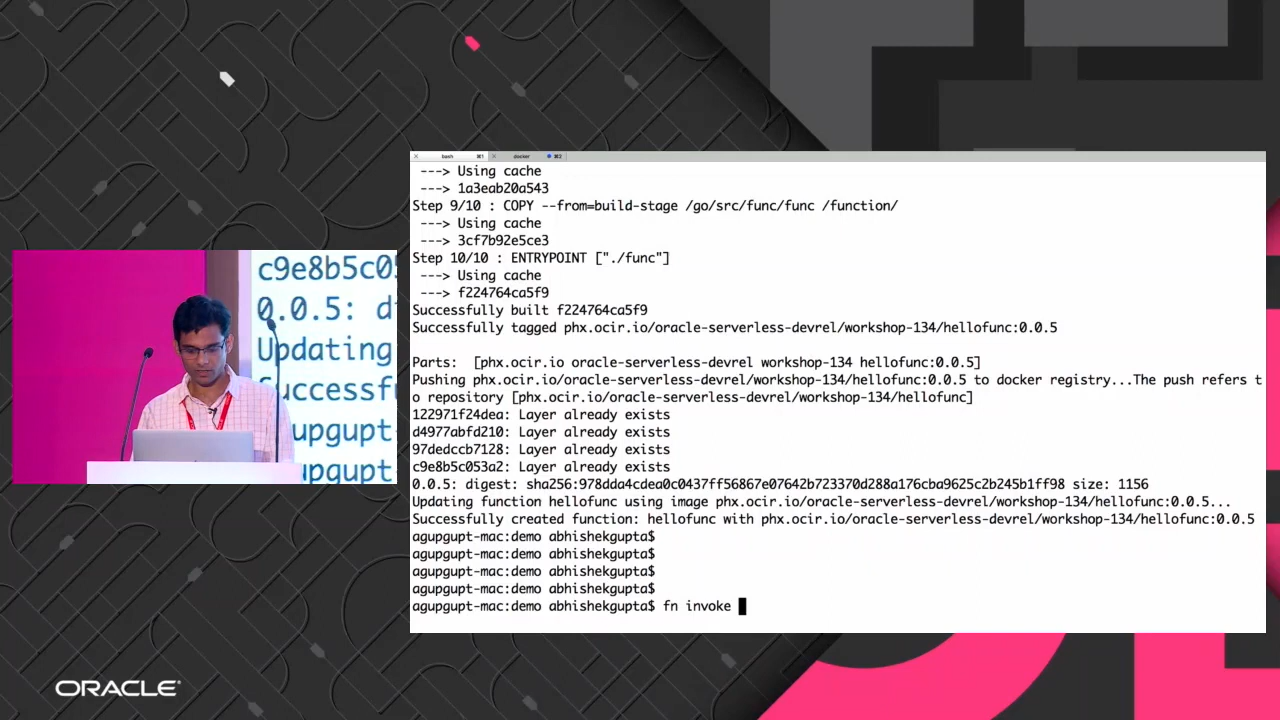 bash ⌘1 docker ⌘2
---> Using cache
---> 1a3eab20a543
Step 9/10 : COPY --from=build-stage /go/src/func/func /function/
---> Using cache
---> 3cf7b92e5ce3
Step 10/10 : ENTRYPOINT ["./func"]
---> Using cache
---> f224764ca5f9
Successfully built f224764ca5f9
Successfully tagged phx.ocir.io/oracle-serverless-devrel/workshop-134/hellofunc:0.0.5
Parts:  [phx.ocir.io oracle-serverless-devrel workshop-134 hellofunc:0.0.5]
Pushing phx.ocir.io/oracle-serverless-devrel/workshop-134/hellofunc:0.0.5 to docker registry...The push refers t
o repository [phx.ocir.io/oracle-serverless-devrel/workshop-134/hellofunc]
122971f24dea: Layer already exists
d4977abfd210: Layer already exists
97dedccb7128: Layer already exists
c9e8b5c053a2: Layer already exists
0.0.5: digest: sha256:978dda4cdea0c0437ff56867e07642b723370d288a176cba9625c2b245b1ff98 size: 1156
Updating function hellofunc using image phx.ocir.io/oracle-serverless-devrel/workshop-134/hellofunc:0.0.5...
Successfully created function: hellofunc with phx.ocir.io/oracle-serverless-devrel/workshop-134/hellofunc:0.0.5
agupgupt-mac:demo abhishekgupta$
agupgupt-mac:demo abhishekgupta$
agupgupt-mac:demo abhishekgupta$
agupgupt-mac:demo abhishekgupta$
agupgupt-mac:demo abhishekgupta$ fn invoke
c9e8b5c05
0.0.5: d
Updating
Successf
upgupt-
upgupt-
ORACLE®